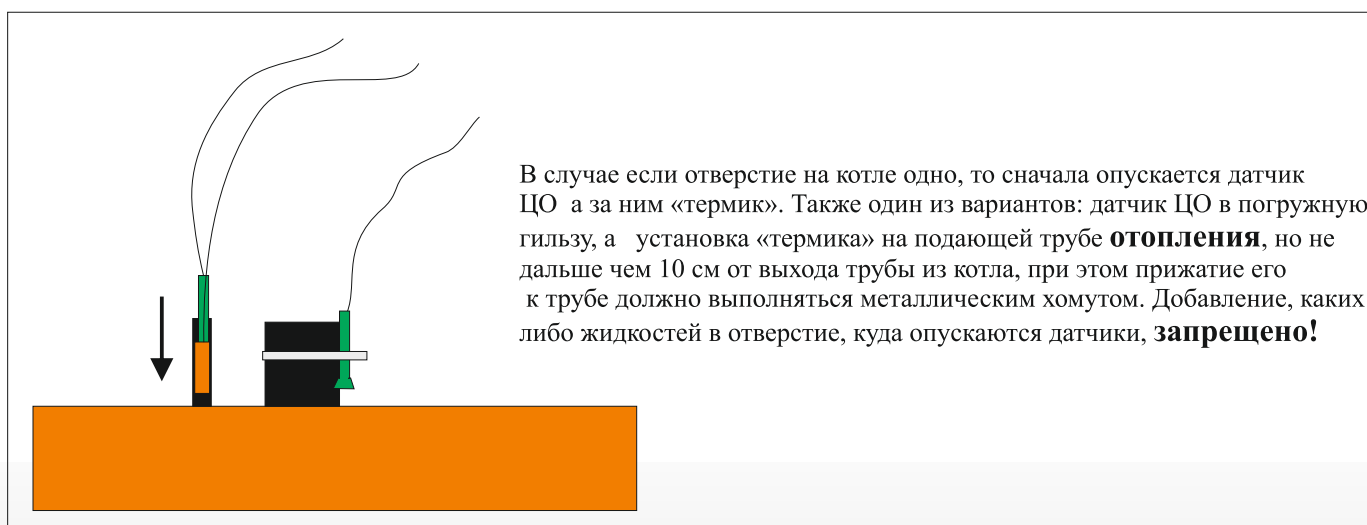 В случае если отверстие на котле одно, то сначала опускается датчик
ЦО а за ним «термик». Также один из вариантов: датчик ЦО в погружную
гильзу, а установка «термика» на подающей трубе отопления, но не
дальше чем 10 см от выхода трубы из котла, при этом прижатие его
к трубе должно выполняться металлическим хомутом. Добавление, каких
либо жидкостей в отверстие, куда опускаются датчики, запрещено!